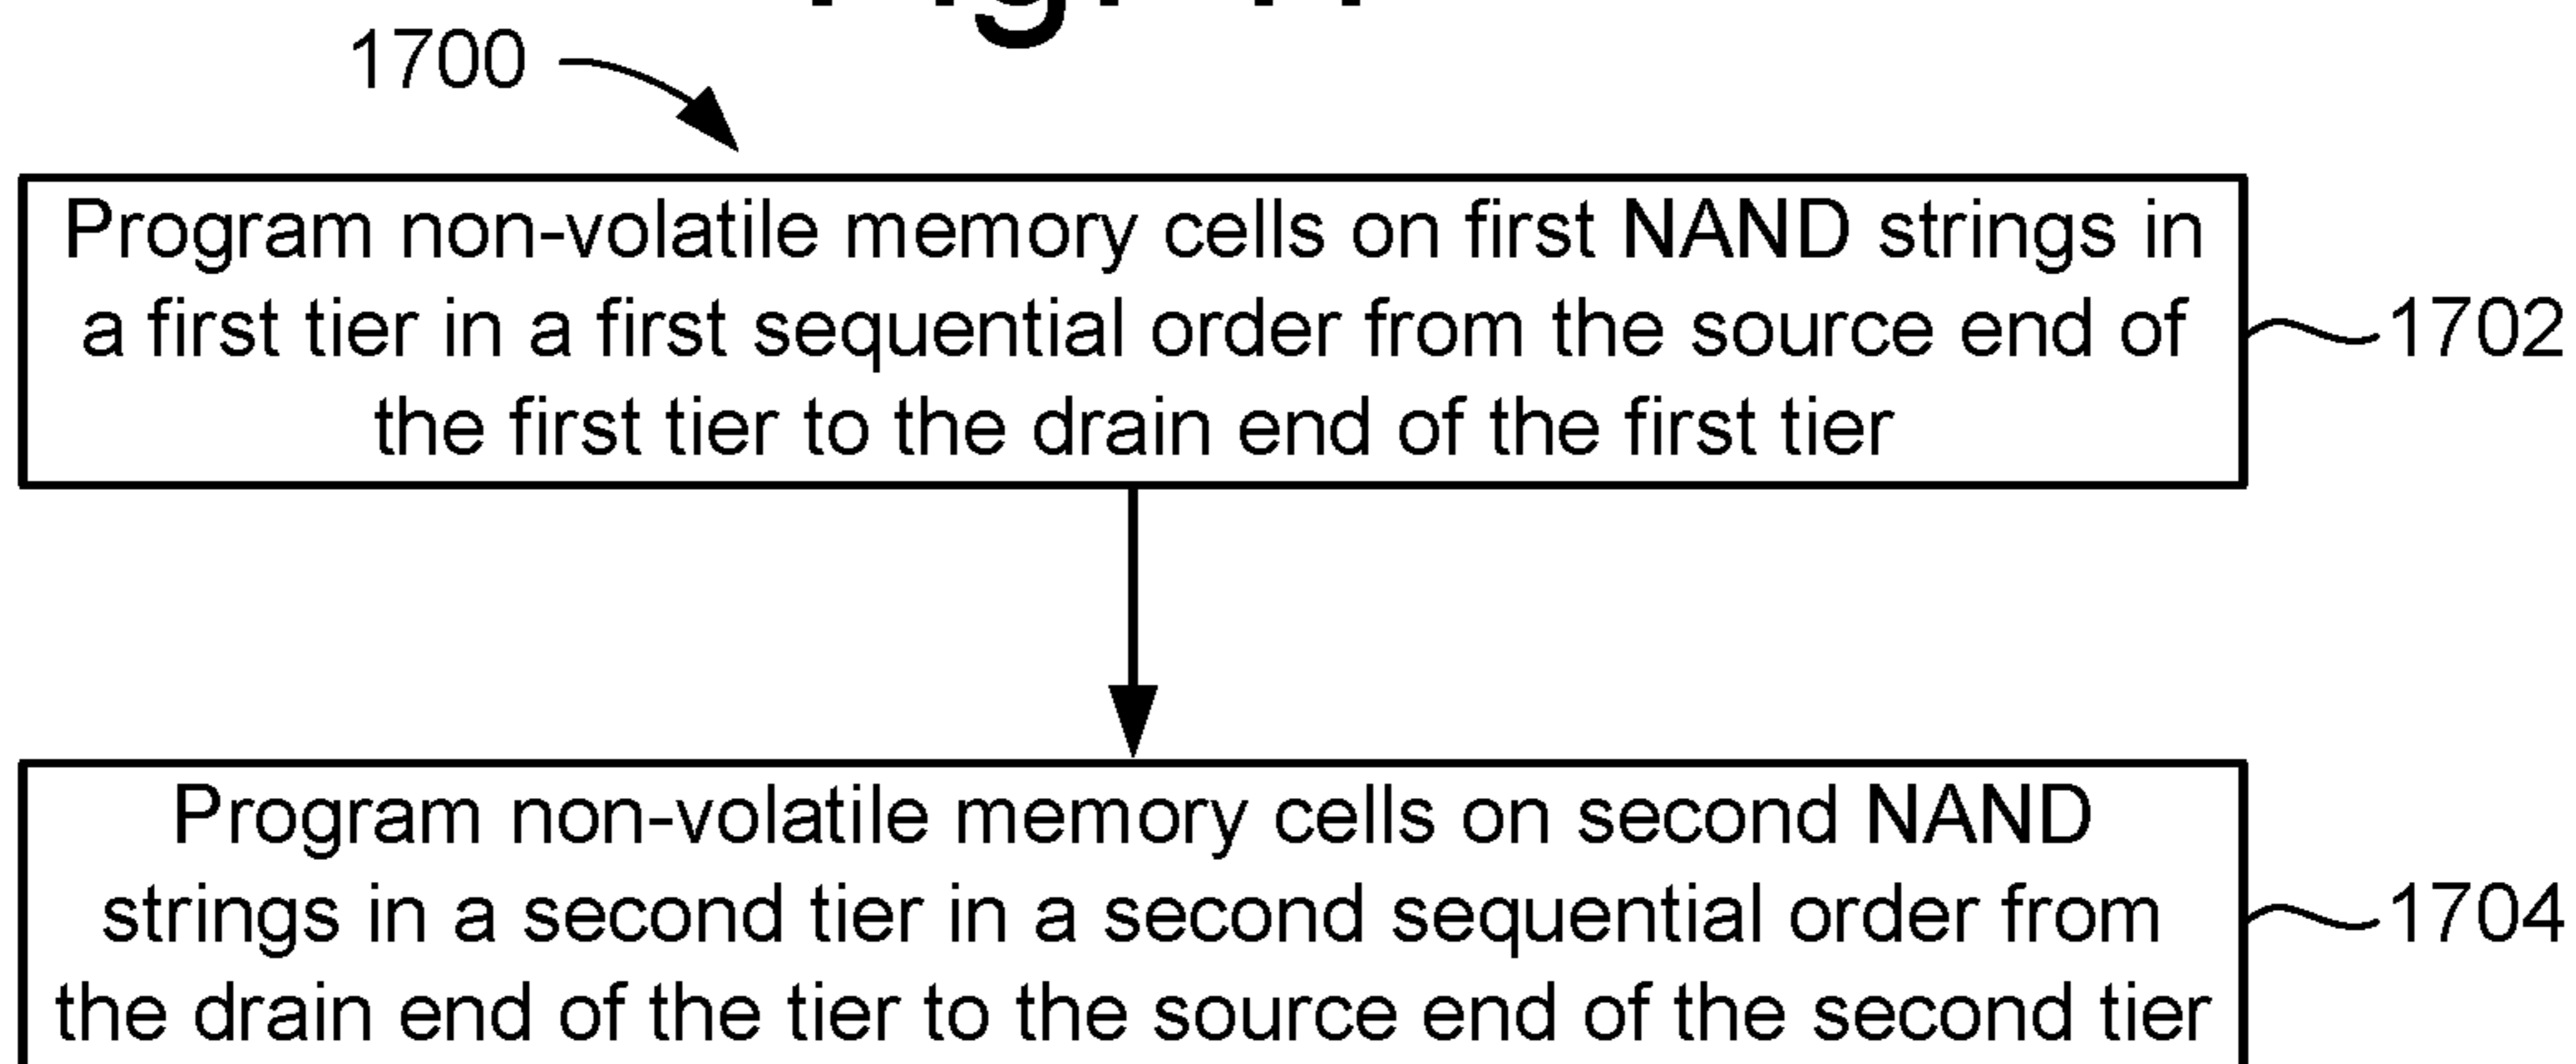 1700
Program non-volatile memory cells on first NAND strings in
a first tier in a first sequential order from the source end of
the first tier to the drain end of the first tier
1702
Program non-volatile memory cells on second NAND
strings in a second tier in a second sequential order from
the drain end of the tier to the source end of the second tier
1704